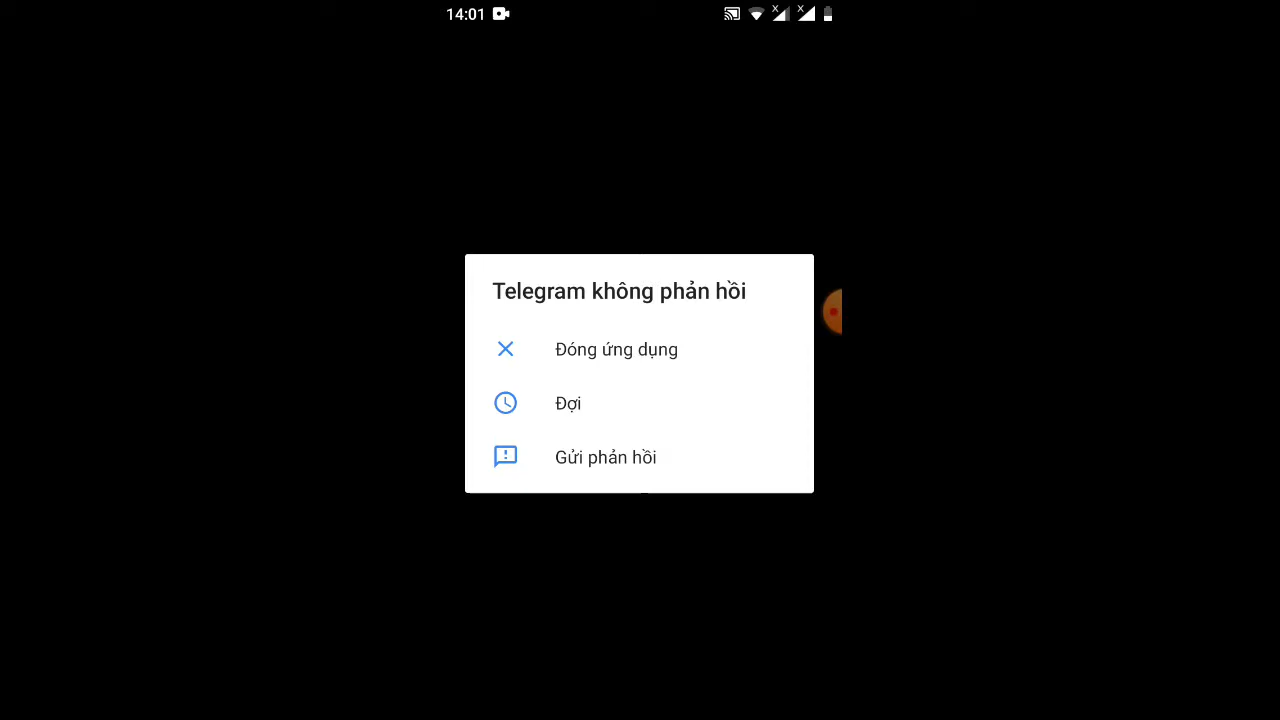 14:01
Telegram không phản hồi
Đóng ứng dụng
Đợi
Gửi phản hồi